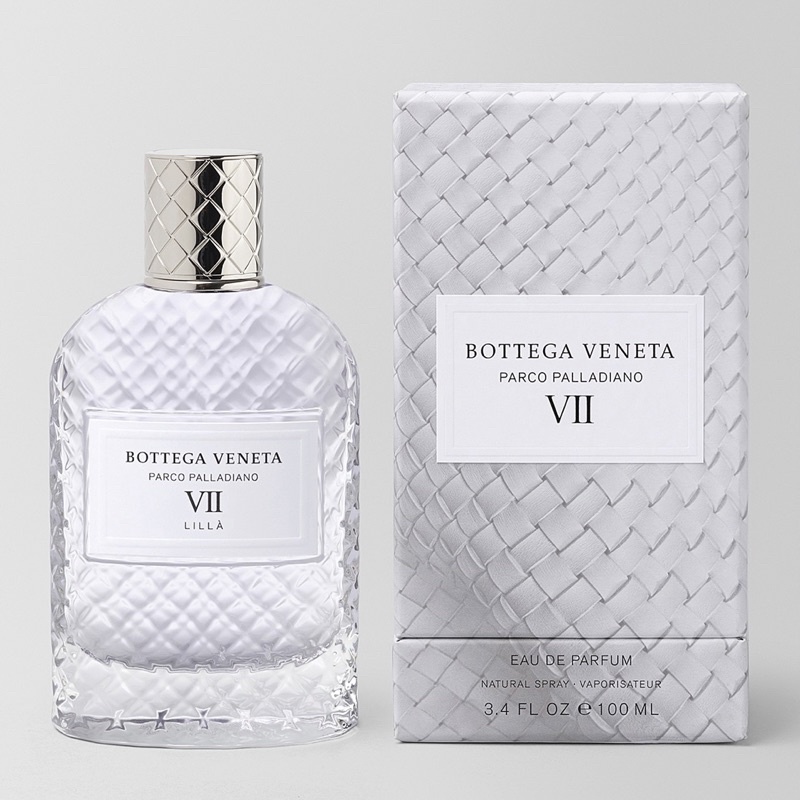 BOTTEGA VENETA
PARCO PALLADIANO
VII
LILLÀ
BOTTEGA VENETA
PARCO PALLADIANO
VII
EAU DE PARFUM
NATURAL SPRAY · VAPORISATEUR
3.4 FL OZ ℮ 100 ML